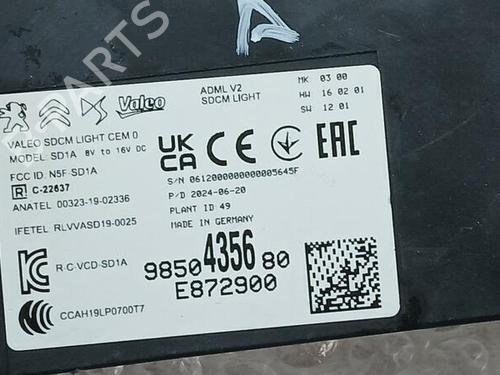 A
PARTS
Valeo
ADML V2
SDCM LIGHT
MK 03 00
HW 16 02 01
SW 12 01
VALEO SDCM LIGHT CEM 0
MODEL: SD1A 8V to 16V DC
FCC ID: N5F-SD1A
R C-22637
ANATEL 00323-19-02336
IFETEL RLVVASD19-0025
UK
CA
CE
EAC
S/N 0612000000000005645F
P/D 2024-06-20
PLANT ID 49
MADE IN GERMANY
R-C-VCD-SD1A
98504356 80
E872900
CCAH19LP0700T7